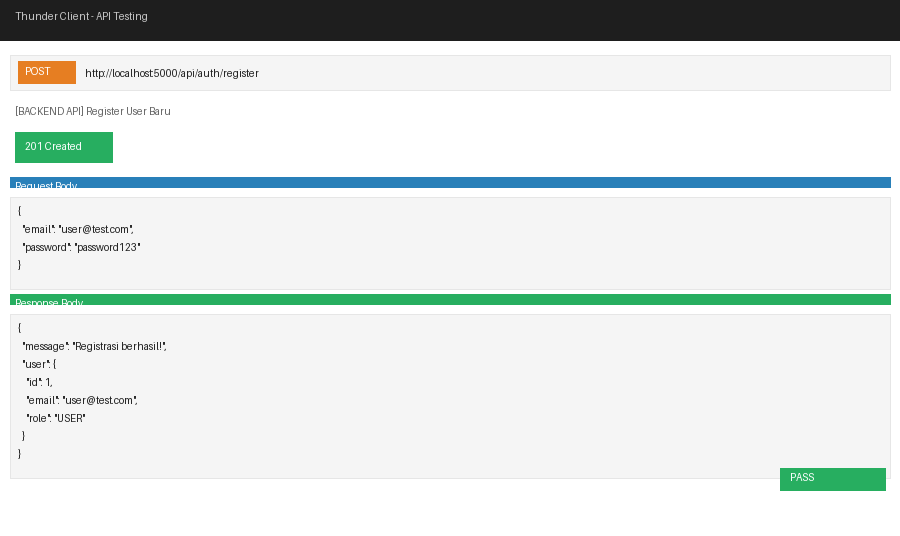 Thunder Client - API Testing
POST http://localhost:5000/api/auth/register
[BACKEND API] Register User Baru
201 Created
Request Body
{
"email": "user@test.com",
"password": "password123"
}
Response Body
{
"message": "Registrasi berhasil!",
"user": {
"id": 1,
"email": "user@test.com",
"role": "USER"
}
}
PASS